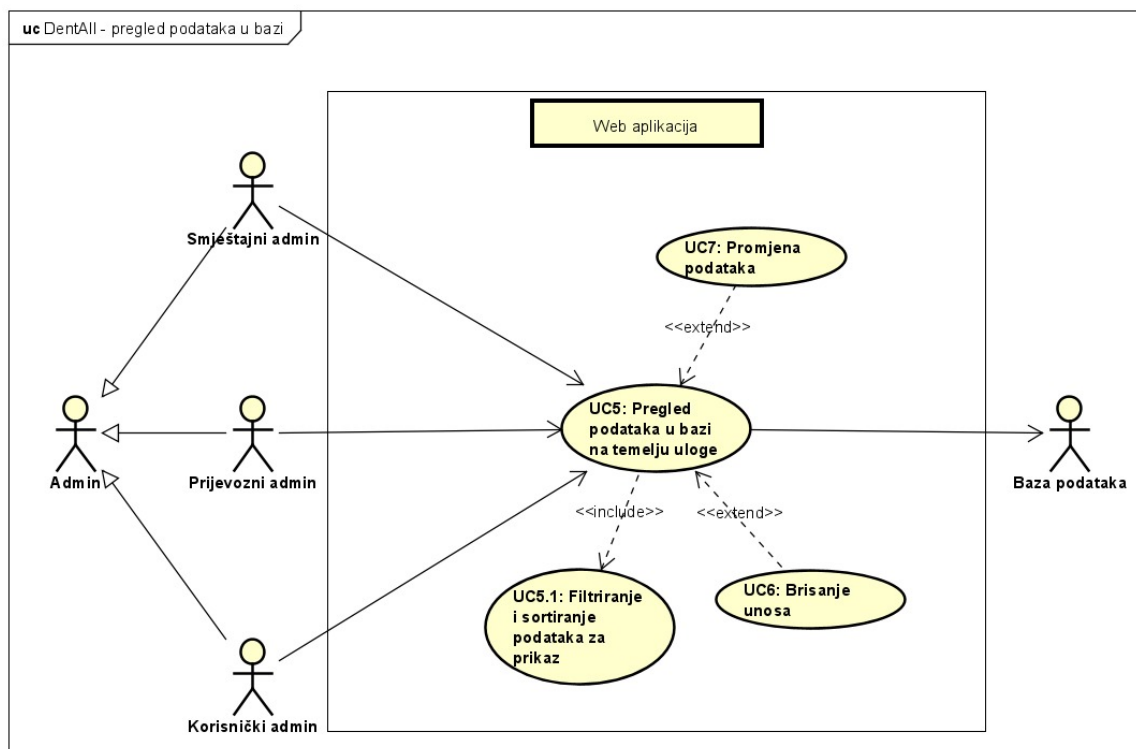 uc DentAll - pregled podataka u bazi
Web aplikacija
Smještajni admin
UC7: Promjena
podataka
<<extend>>
UC5: Pregled
podataka u bazi
na temelju uloge
Admin
Prijevozni admin
Baza podataka
<<include>>
<<extend>>
UC5.1: Filtriranje
i sortiranje
podataka za
prikaz
UC6: Brisanje
unosa
Korisnički admin